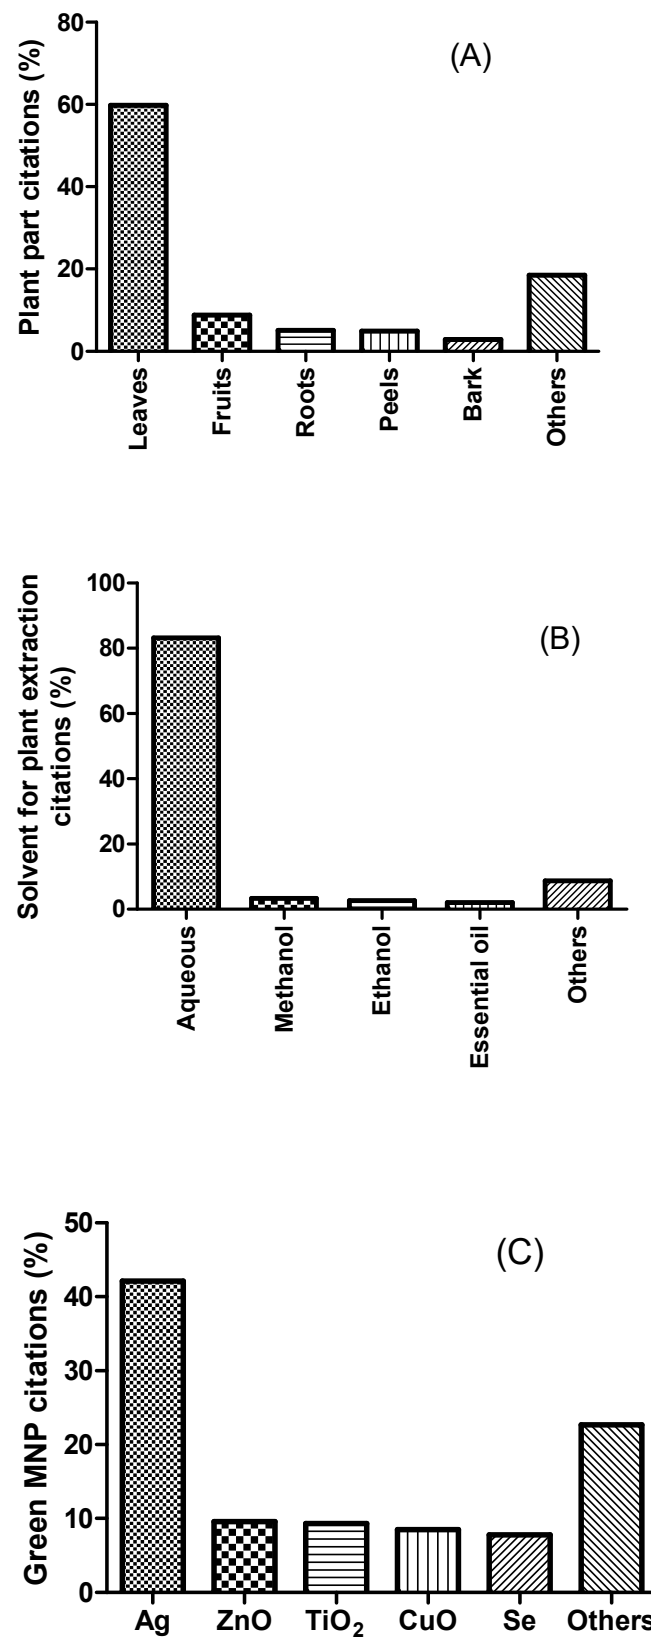 (A)
Plant part citations (%)
80
60
40
20
0
Leaves
Fruits
Roots
Peels
Bark
Others
(B)
Solvent for plant extraction
citations (%)
100
80
60
40
20
0
Aqueous
Methanol
Ethanol
Essential oil
Others
(C)
Green MNP citations (%)
50
40
30
20
10
0
Ag
ZnO
TiO₂
CuO
Se
Others